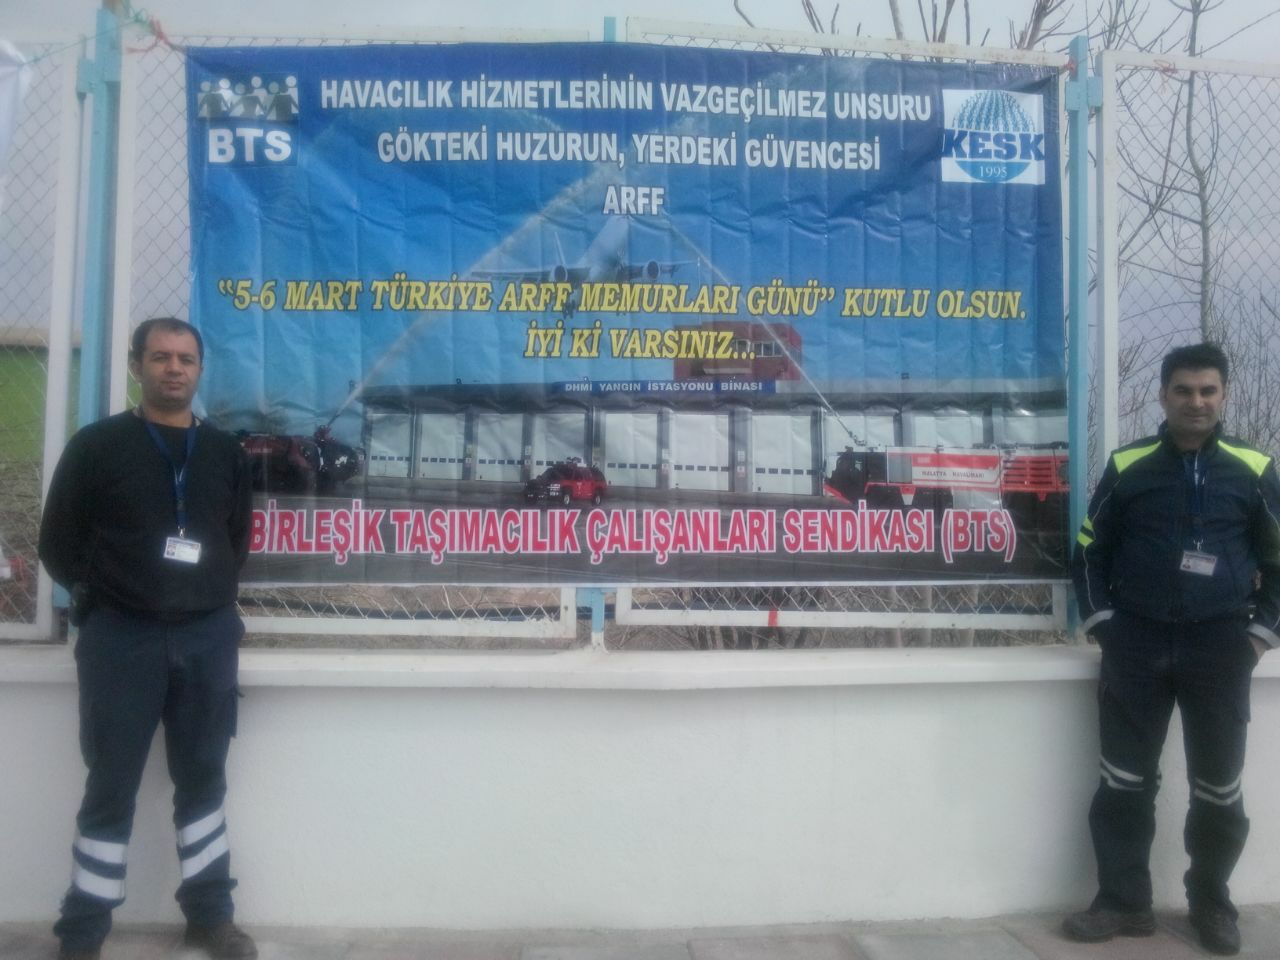 BTS
HAVACILIK HİZMETLERİNİN VAZGEÇİLMEZ UNSURU
GÖKTEKİ HUZURUN, YERDEKİ GÜVENCESİ
ARFF
KESK
1995
“5-6 MART TÜRKİYE ARFF MEMURLARI GÜNÜ” KUTLU OLSUN.
İYİ Kİ VARSINIZ...
DHMİ YANGIN İSTASYONU BİNASI
MALATYA HAVALİMANI
BİRLEŞİK TAŞIMACILIK ÇALIŞANLARI SENDİKASI (BTS)